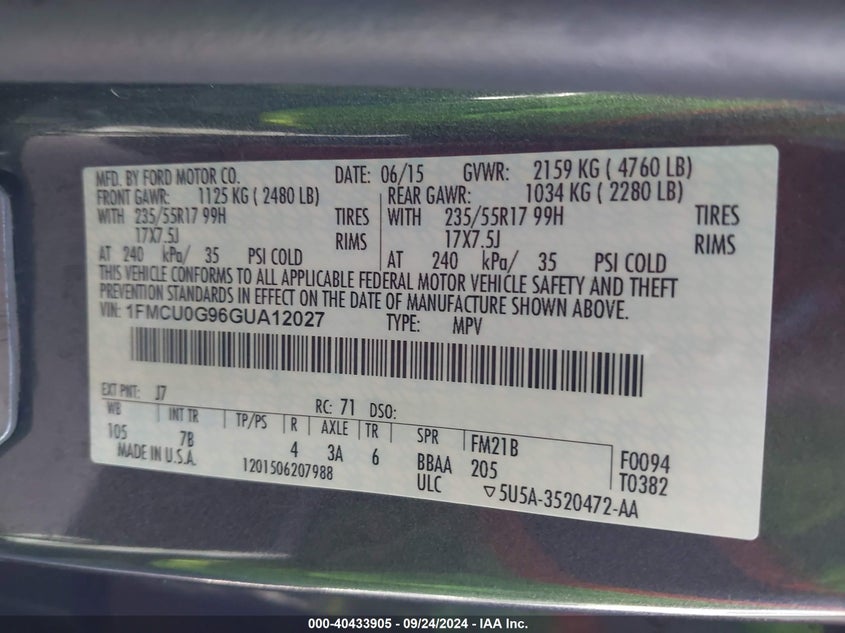 MFD. BY FORD MOTOR CO. DATE: 06/15 GVWR: 2159 KG ( 4760 LB)
FRONT GAWR: 1125 KG ( 2480 LB) REAR GAWR: 1034 KG ( 2280 LB)
WITH 235/55R17 99H TIRES WITH 235/55R17 99H TIRES
17X7.5J RIMS 17X7.5J RIMS
AT 240 kPa/ 35 PSI COLD AT 240 kPa/ 35 PSI COLD
THIS VEHICLE CONFORMS TO ALL APPLICABLE FEDERAL MOTOR VEHICLE SAFETY AND THEFT
PREVENTION STANDARDS IN EFFECT ON THE DATE OF MANUFACTURE SHOWN ABOVE.
VIN: 1FMCU0G96GUA12027 TYPE: MPV
EXT PNT: J7 RC: 71 DSO:
WB INT TR TP/PS R AXLE TR SPR FM21B F0094
105 7B 4 3A 6 BBAA 205 T0382
MADE IN U.S.A. 1201506207988 ULC ▽5U5A-3520472-AA
000-40433905 - 09/24/2024 - IAA Inc.